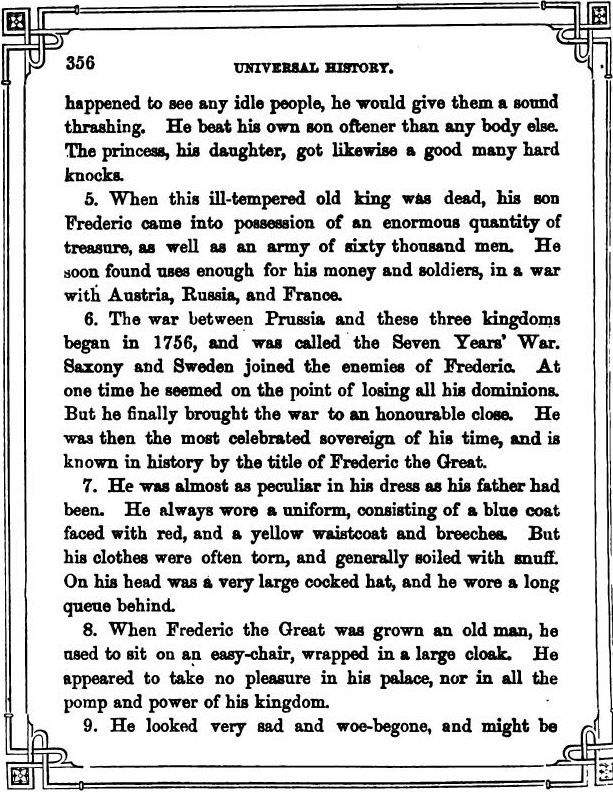 356
UNIVERSAL HISTORY.
happened to see any idle people, he would give them a sound
thrashing. He beat his own son oftener than any body else.
The princess, his daughter, got likewise a good many hard
knocks.
5. When this ill-tempered old king was dead, his son
Frederic came into possession of an enormous quantity of
treasure, as well as an army of sixty thousand men. He
soon found uses enough for his money and soldiers, in a war
with Austria, Russia, and France.
6. The war between Prussia and these three kingdoms
began in 1756, and was called the Seven Years' War.
Saxony and Sweden joined the enemies of Frederic. At
one time he seemed on the point of losing all his dominions.
But he finally brought the war to an honourable close. He
was then the most celebrated sovereign of his time, and is
known in history by the title of Frederic the Great.
7. He was almost as peculiar in his dress as his father had
been. He always wore a uniform, consisting of a blue coat
faced with red, and a yellow waistcoat and breeches. But
his clothes were often torn, and generally soiled with snuff.
On his head was a very large cocked hat, and he wore a long
queue behind.
8. When Frederic the Great was grown an old man, he
used to sit on an easy-chair, wrapped in a large cloak. He
appeared to take no pleasure in his palace, nor in all the
pomp and power of his kingdom.
9. He looked very sad and woe-begone, and might be